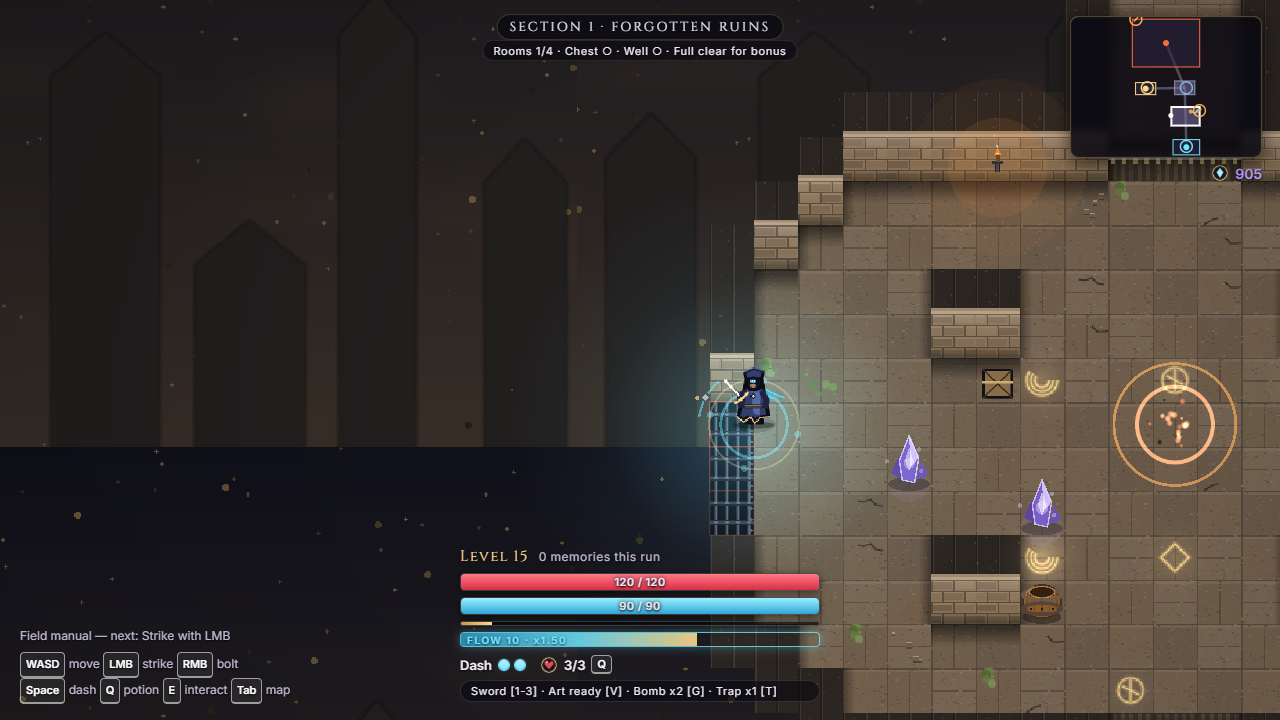 SECTION 1 · FORGOTTEN RUINS
Rooms 1/4 · Chest O · Well O · Full clear for bonus
905
LEVEL 15 0 memories this run
120 / 120
90 / 90
FLOW 10 · x1.50
Dash 3/3 Q
Sword [1-3] · Art ready [V] · Bomb x2 [G] · Trap x1 [T]
Field manual — next: Strike with LMB
WASD move LMB strike RMB bolt
Space dash Q potion E interact Tab map